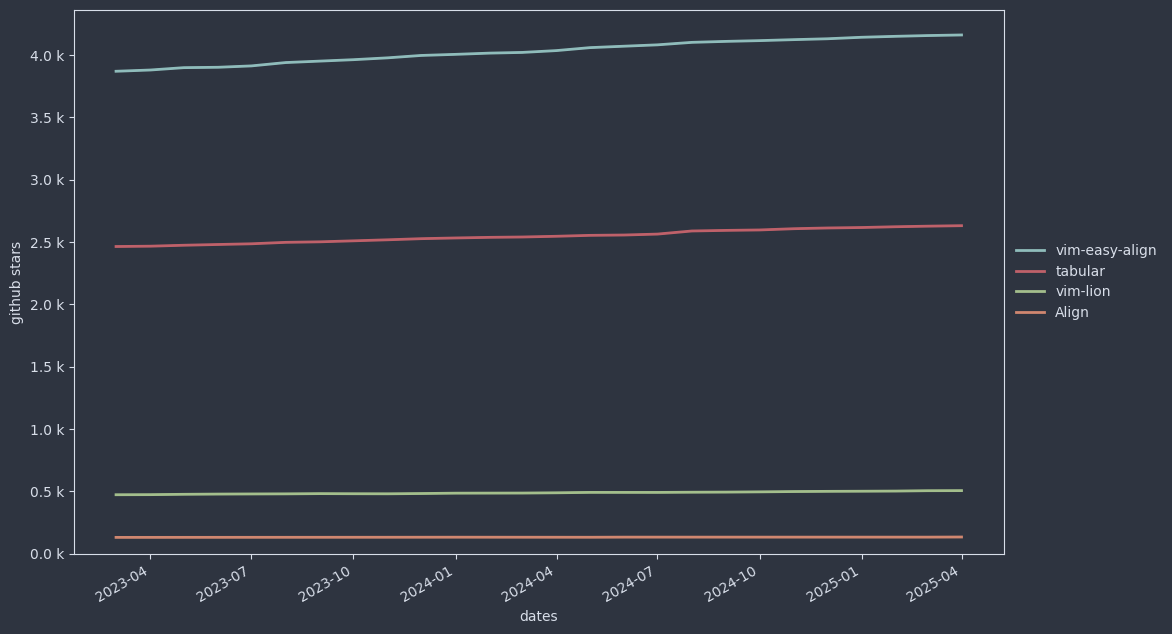 4.0 k
3.5 k
3.0 k
2.5 k
2.0 k
1.5 k
1.0 k
0.5 k
0.0 k
github stars
2023-04
2023-07
2023-10
2024-01
2024-04
2024-07
2024-10
2025-01
2025-04
dates
vim-easy-align
tabular
vim-lion
Align